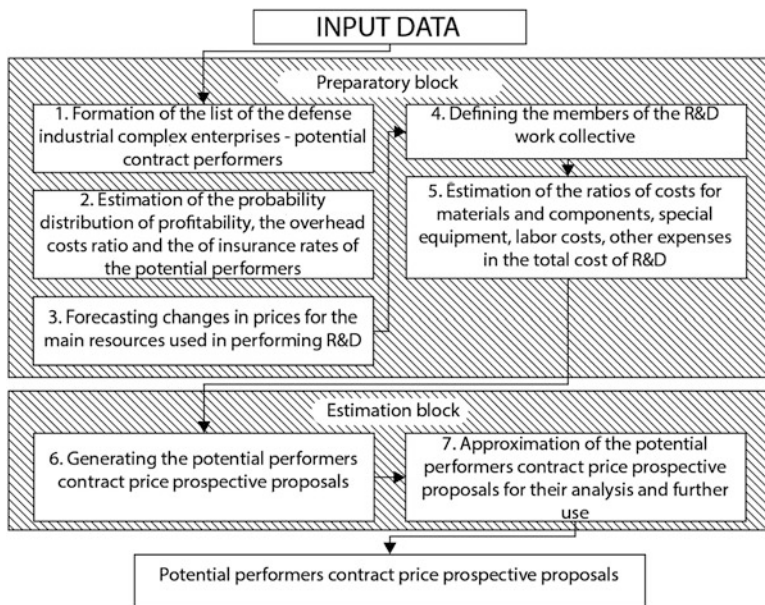 INPUT DATA
Preparatory block
1. Formation of the list of the defense
industrial complex enterprises - potential
contract performers
2. Estimation of the probability
distribution of profitability, the overhead
costs ratio and the of insurance rates of
the potential performers
3. Forecasting changes in prices for the
main resources used in performing R&D
4. Defining the members of the R&D
work collective
5. Estimation of the ratios of costs for
materials and components, special
equipment, labor costs, other expenses
in the total cost of R&D
Estimation block
6. Generating the potential performers
contract price prospective proposals
7. Approximation of the potential
performers contract price prospective
proposals for their analysis and further
use
Potential performers contract price prospective proposals